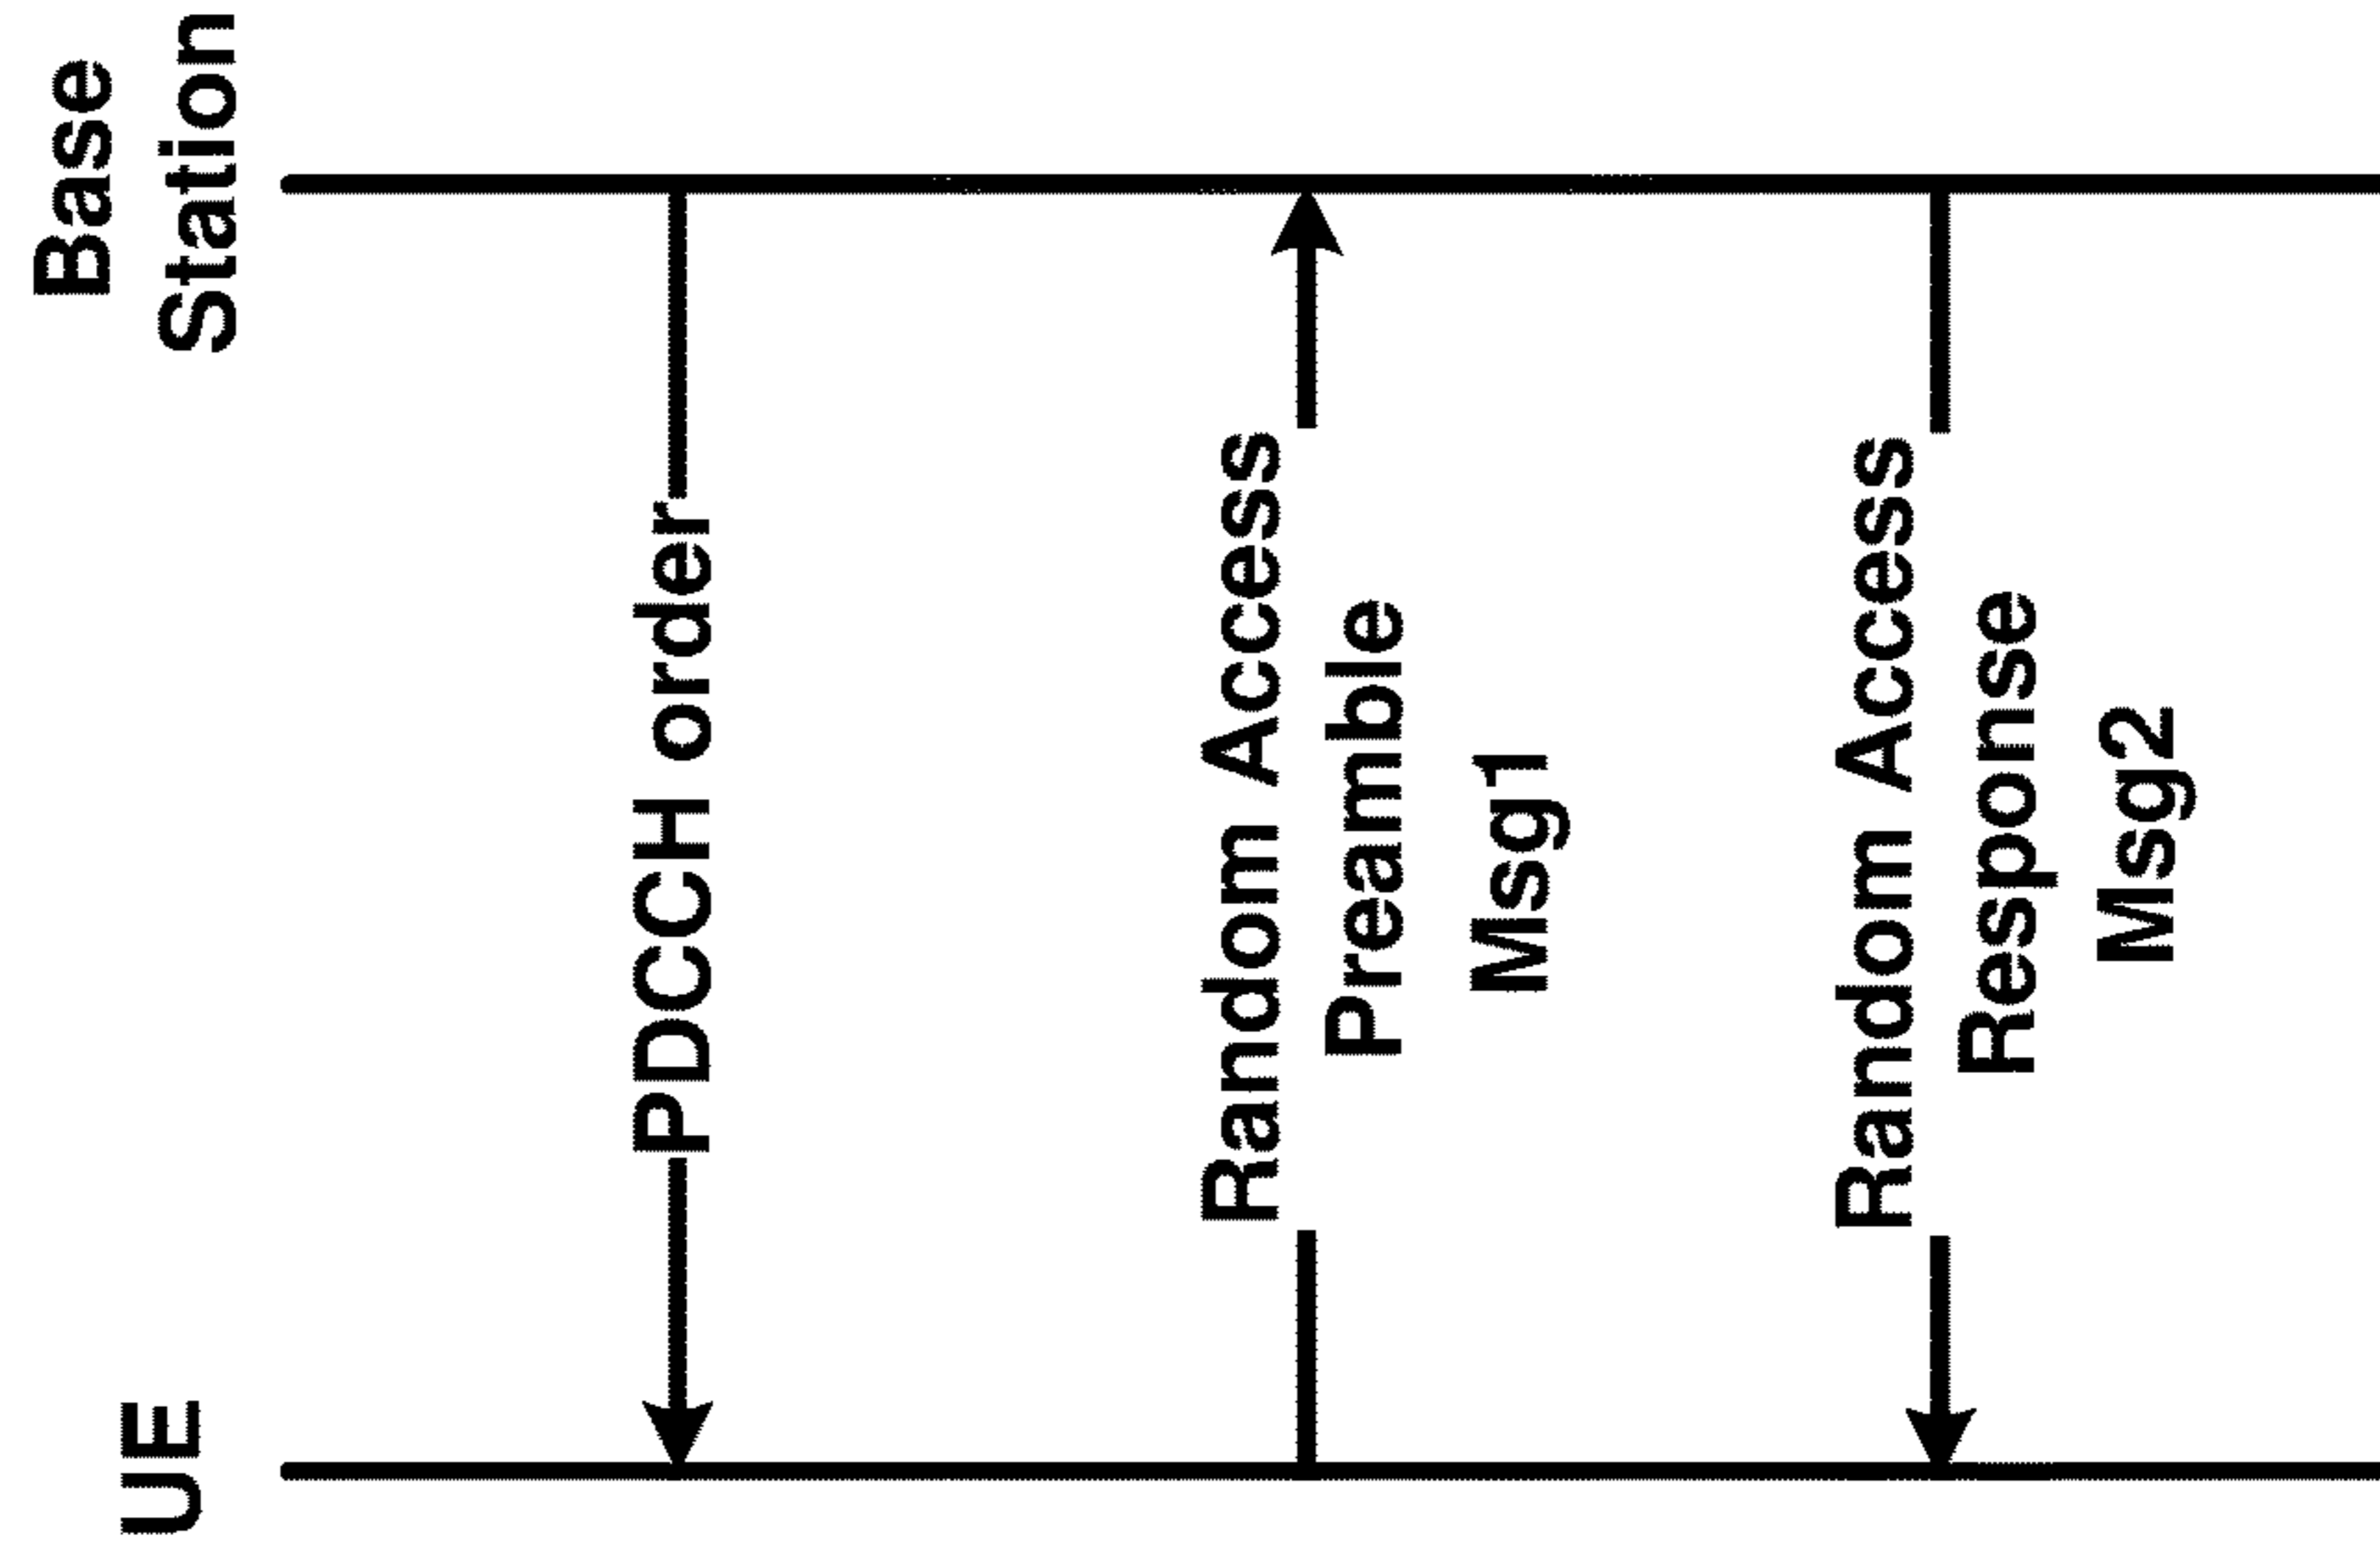 UE
Base
Station
PDCCH order
Random Access
Preamble
Msg1
Random Access
Response
Msg2